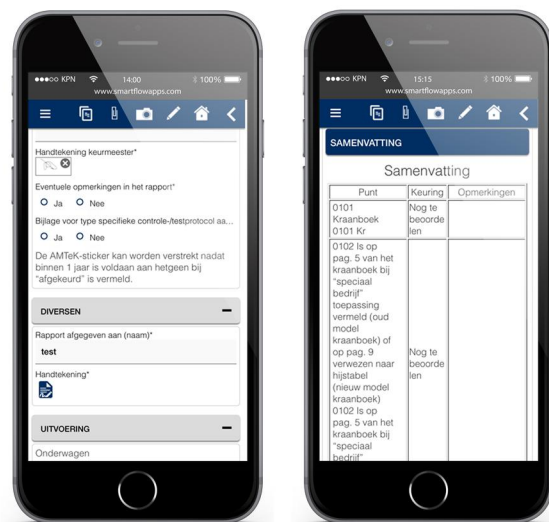 KPN 14:00 100%
www.smartflowapps.com
Handtekening keurmeester*
Eventuele opmerkingen in het rapport*
Ja Nee
Bijlage voor type specifieke controle-/testprotocol aa...
Ja Nee
De AMTeK-sticker kan worden verstrekt nadat
binnen 1 jaar is voldaan aan hetgeen bij
"afgekeurd" is vermeld.
DIVERSEN
Rapport afgegeven aan (naam)*
test
Handtekening*
UITVOERING
Onderwagen
KPN 15:15 100%
www.smartflowapps.com
SAMENVATTING
Samenvatting
Punt Keuring Opmerkingen
0101
Kraanboek
0101 Kr
Nog te
beoorde
len
0102 Is op
pag. 5 van het
kraanboek bij
"speciaal
bedrijf"
toepassing
vermeld (oud
model
kraanboek) of
op pag. 9
verwezen naar
hijstabel
(nieuw model
kraanboek)
0102 Is op
pag. 5 van het
kraanboek bij
"speciaal
bedrijf"
Nog te
beoorde
len